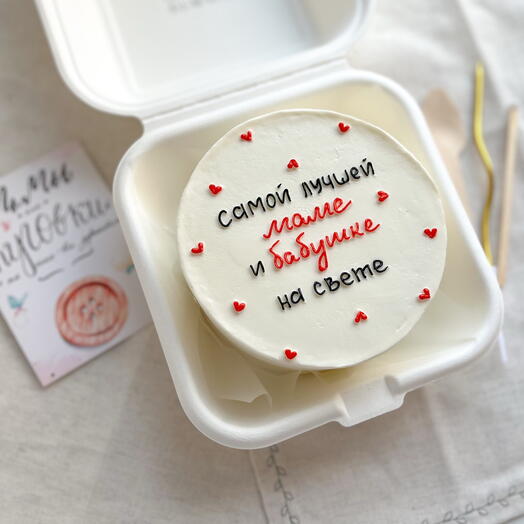 самой лучшей
маме
и бабушке
на свете